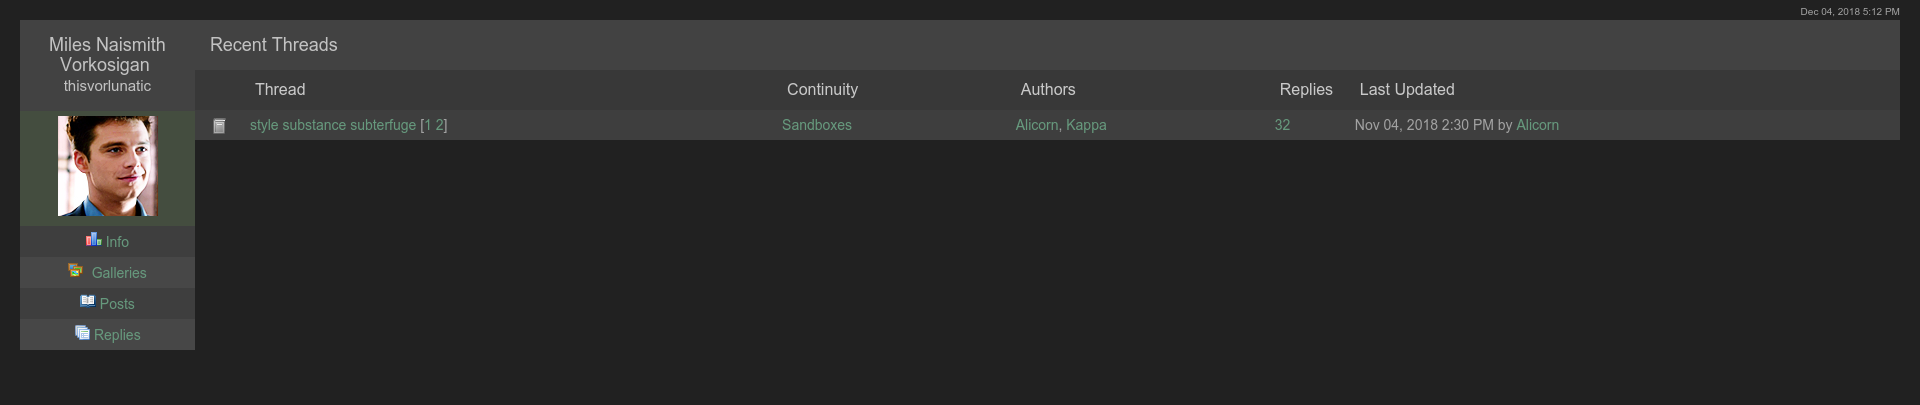 Dec 04, 2018 5:12 PM
Miles Naismith
Vorkosigan
thisvorlunatic
Info
Galleries
Posts
Replies
Recent Threads
Thread Continuity Authors Replies Last Updated
style substance subterfuge [1 2] Sandboxes Alicorn, Kappa 32 Nov 04, 2018 2:30 PM by Alicorn